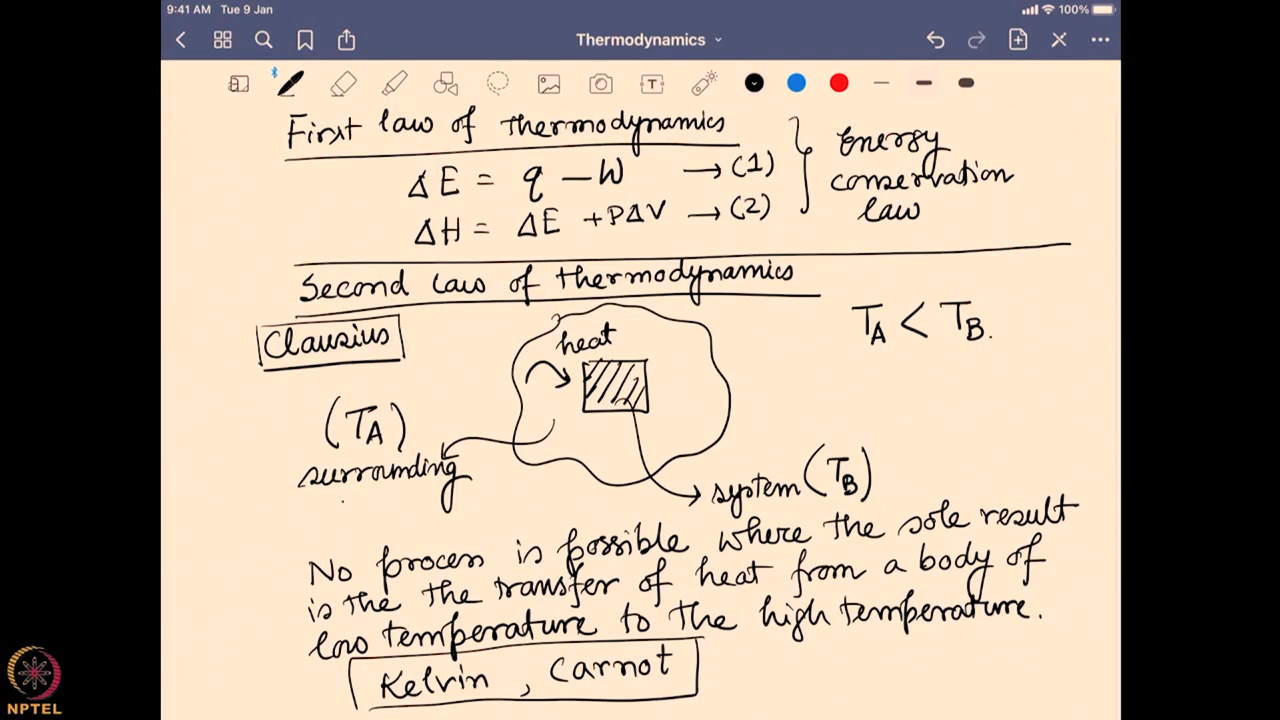 9:41 AM Tue 9 Jan
100%
Thermodynamics
T
First law of thermodynamics
ΔE = q – W → (1)
ΔH = ΔE + PΔV → (2)
Energy
conservation
law
Second law of thermodynamics
Clausius
heat
T_A < T_B.
(T_A)
surrounding
system (T_B)
No process is possible where the sole result
is the the transfer of heat from a body of
low temperature to the high temperature.
Kelvin, Carnot
NPTEL